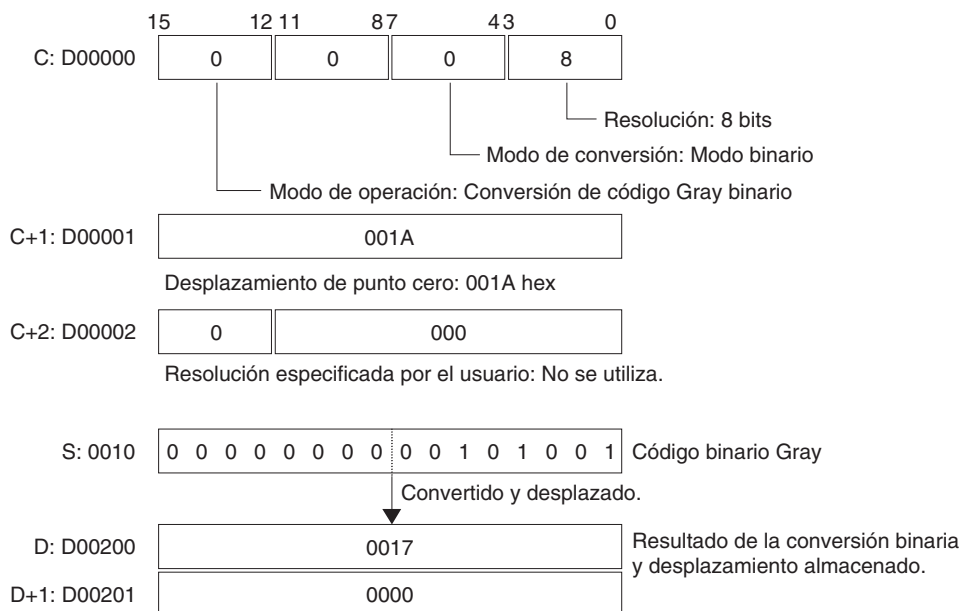 15 12 11 8 7 4 3 0
C: D00000 0 0 0 8
Resolución: 8 bits
Modo de conversión: Modo binario
Modo de operación: Conversión de código Gray binario
C+1: D00001 001A
Desplazamiento de punto cero: 001A hex
C+2: D00002 0 000
Resolución especificada por el usuario: No se utiliza.
S: 0010 0 0 0 0 0 0 0 0 0 0 1 0 1 0 0 1 Código binario Gray
Convertido y desplazado.
D: D00200 0017 Resultado de la conversión binaria
y desplazamiento almacenado.
D+1: D00201 0000